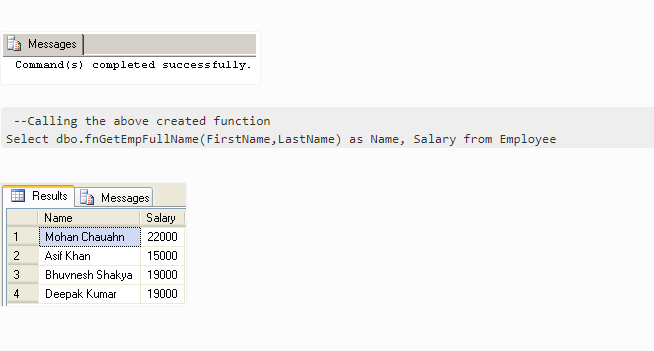 Messages
Command(s) completed successfully.
--Calling the above created function
Select dbo.fnGetEmpFullName(FirstName,LastName) as Name, Salary from Employee
Results Messages
Name Salary
1 Mohan Chauahn 22000
2 Asif Khan 15000
3 Bhuvnesh Shakya 19000
4 Deepak Kumar 19000